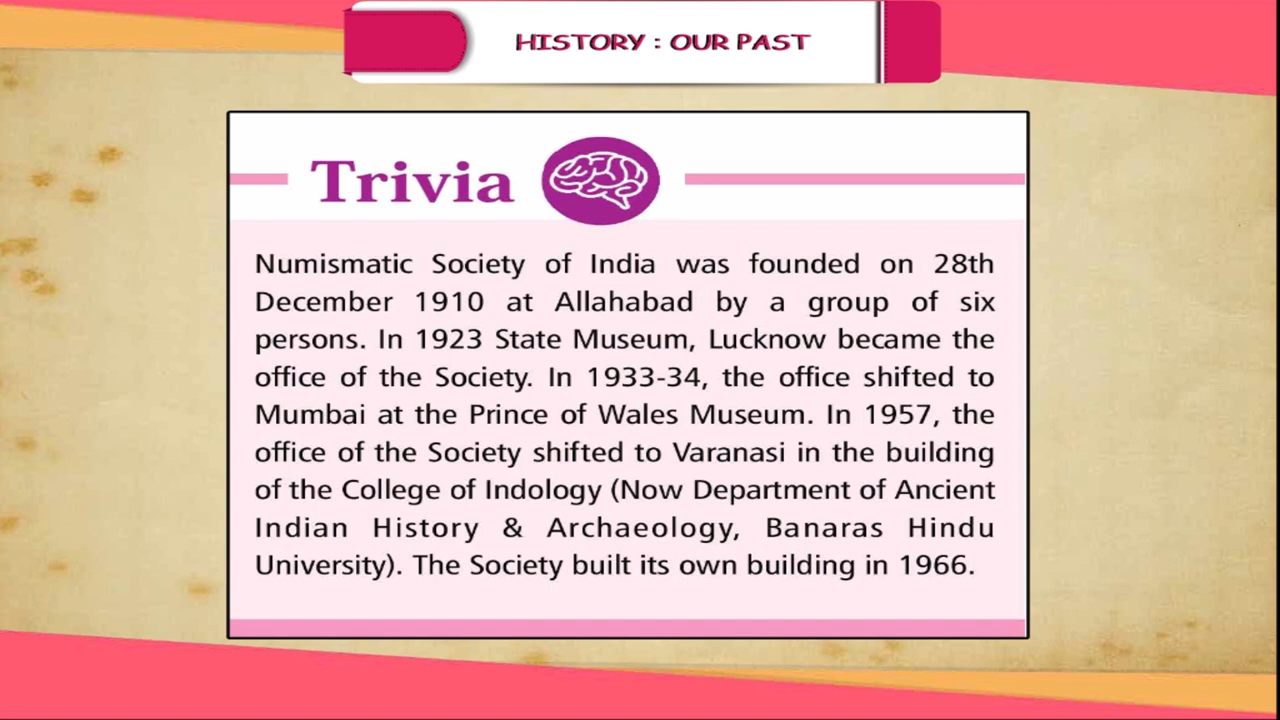 HISTORY : OUR PAST
Trivia
Numismatic Society of India was founded on 28th
December 1910 at Allahabad by a group of six
persons. In 1923 State Museum, Lucknow became the
office of the Society. In 1933-34, the office shifted to
Mumbai at the Prince of Wales Museum. In 1957, the
office of the Society shifted to Varanasi in the building
of the College of Indology (Now Department of Ancient
Indian History & Archaeology, Banaras Hindu
University). The Society built its own building in 1966.